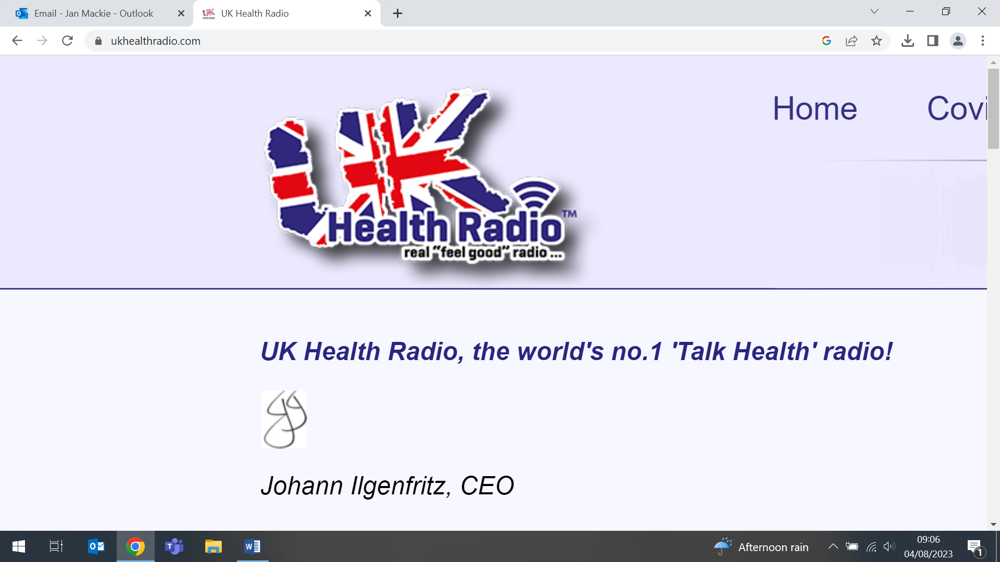 Email - Jan Mackie - Outlook
UK Health Radio
ukhealthradio.com
Home
Covi
UK
Health Radio™
real “feel good” radio...
UK Health Radio, the world's no.1 'Talk Health' radio!
Johann Ilgenfritz, CEO
Afternoon rain
09:06
04/08/2023
1